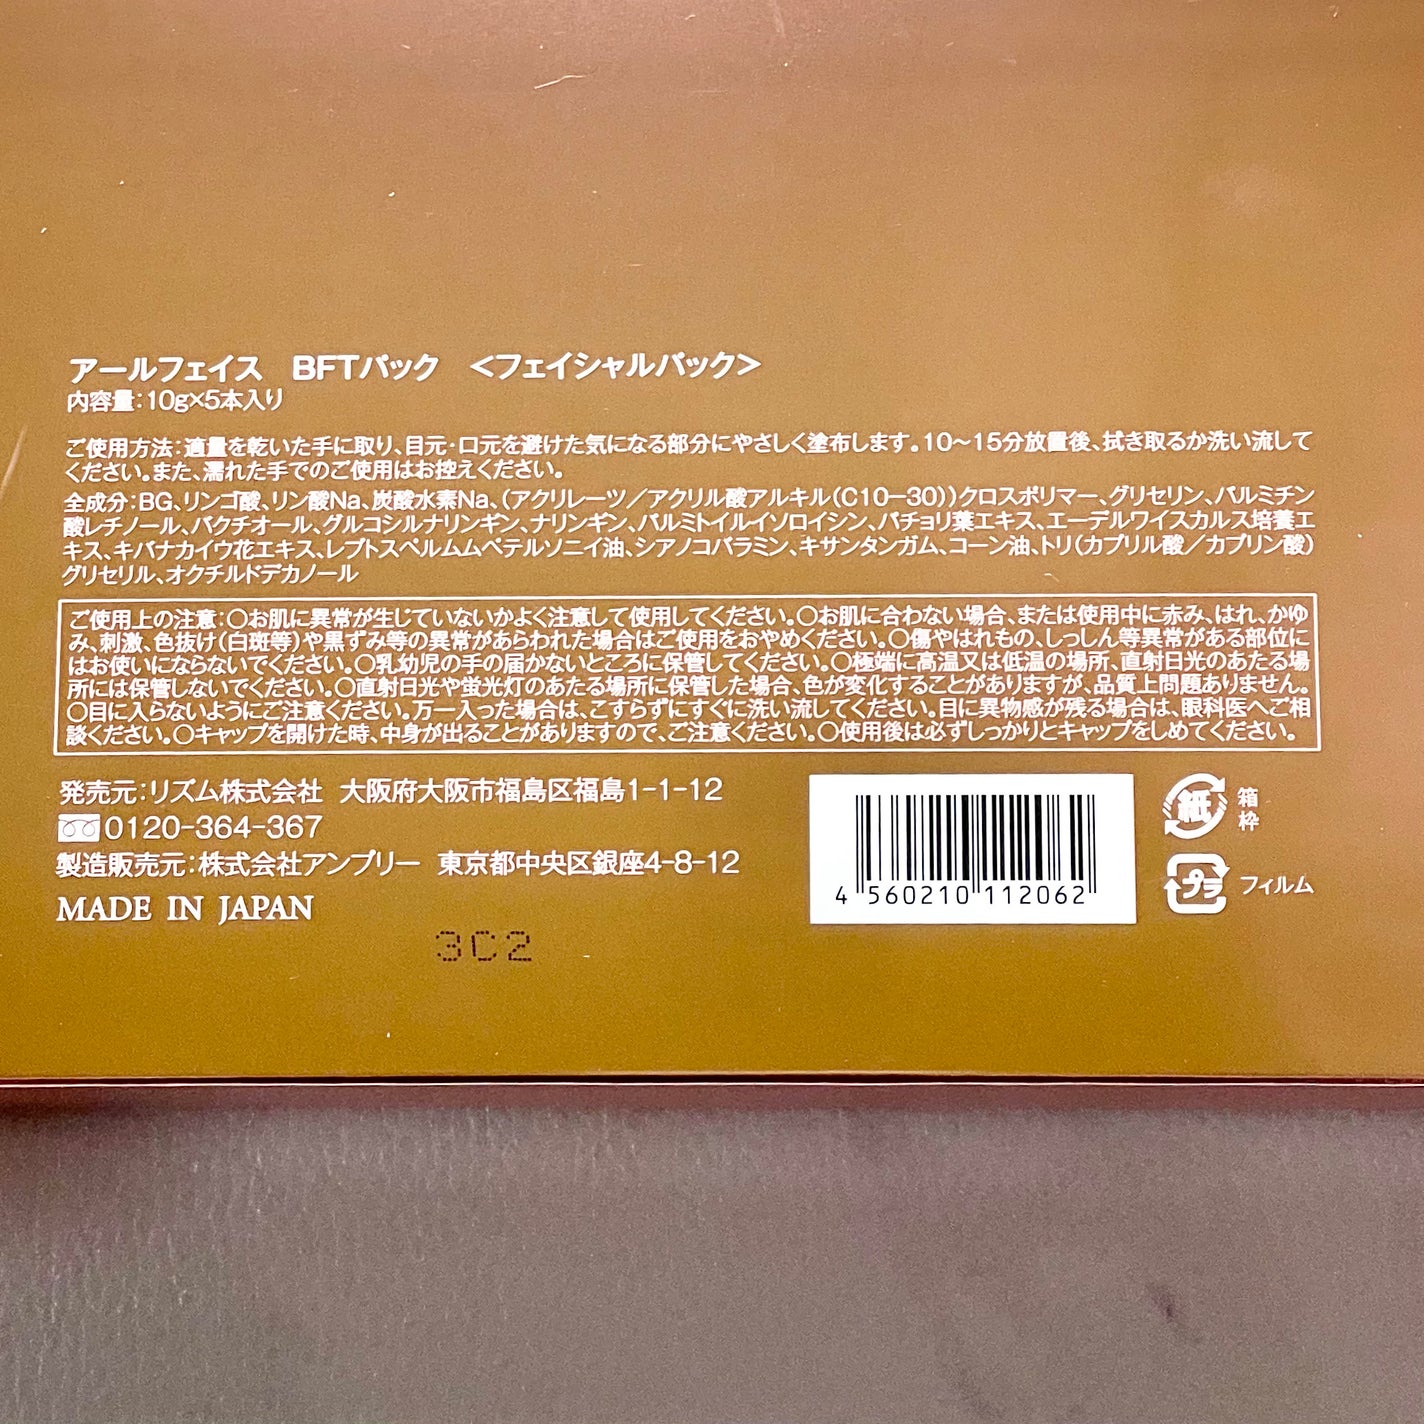 アールフェイス BFTパック <フェイシャルパック>
内容量:10g×5本入り
ご使用方法:適量を乾いた手に取り、目元・口元を避けた気になる部分にやさしく塗布します。10〜15分放置後、拭き取るか洗い流して
ください。また、濡れた手でのご使用はお控えください。
全成分:BG、リンゴ酸、リン酸Na、炭酸水素Na、(アクリレーツ/アクリル酸アルキル(C10-30))クロスポリマー、グリセリン、パルミチン
酸レチノール、バクチオール、グルコシルナリンギン、ナリンギン、パルミトイルイソロイシン、パチョリ葉エキス、エーデルワイスカルス培養エ
キス、キバナカイウ花エキス、レプトスペルムムペテルソニイ油、シアノコバラミン、キサンタンガム、コーン油、トリ(カプリル酸/カプリン酸)
グリセリル、オクチルドデカノール
ご使用上の注意:○お肌に異常が生じていないかよく注意して使用してください。○お肌に合わない場合、または使用中に赤み、はれ、かゆ
み、刺激、色抜け(白斑等)や黒ずみ等の異常があらわれた場合はご使用をおやめください。○傷やはれもの、しっしん等異常がある部位に
はお使いにならないでください。○乳幼児の手の届かないところに保管してください。○極端に高温又は低温の場所、直射日光のあたる場
所には保管しないでください。○直射日光や蛍光灯のあたる場所に保管した場合、色が変化することがありますが、品質上問題ありません。
○目に入らないようにご注意ください。万一入った場合は、こすらずにすぐに洗い流してください。目に異物感が残る場合は、眼科医へご相
談ください。○キャップを開けた時、中身が出ることがありますので、ご注意ください。○使用後は必ずしっかりとキャップをしめてください。
発売元:リズム株式会社 大阪府大阪市福島区福島1-1-12
0120-364-367
製造販売元:株式会社アンブリー 東京都中央区銀座4-8-12
MADE IN JAPAN
3C2
4 560210 112062
紙 箱
枠
プラ フィルム